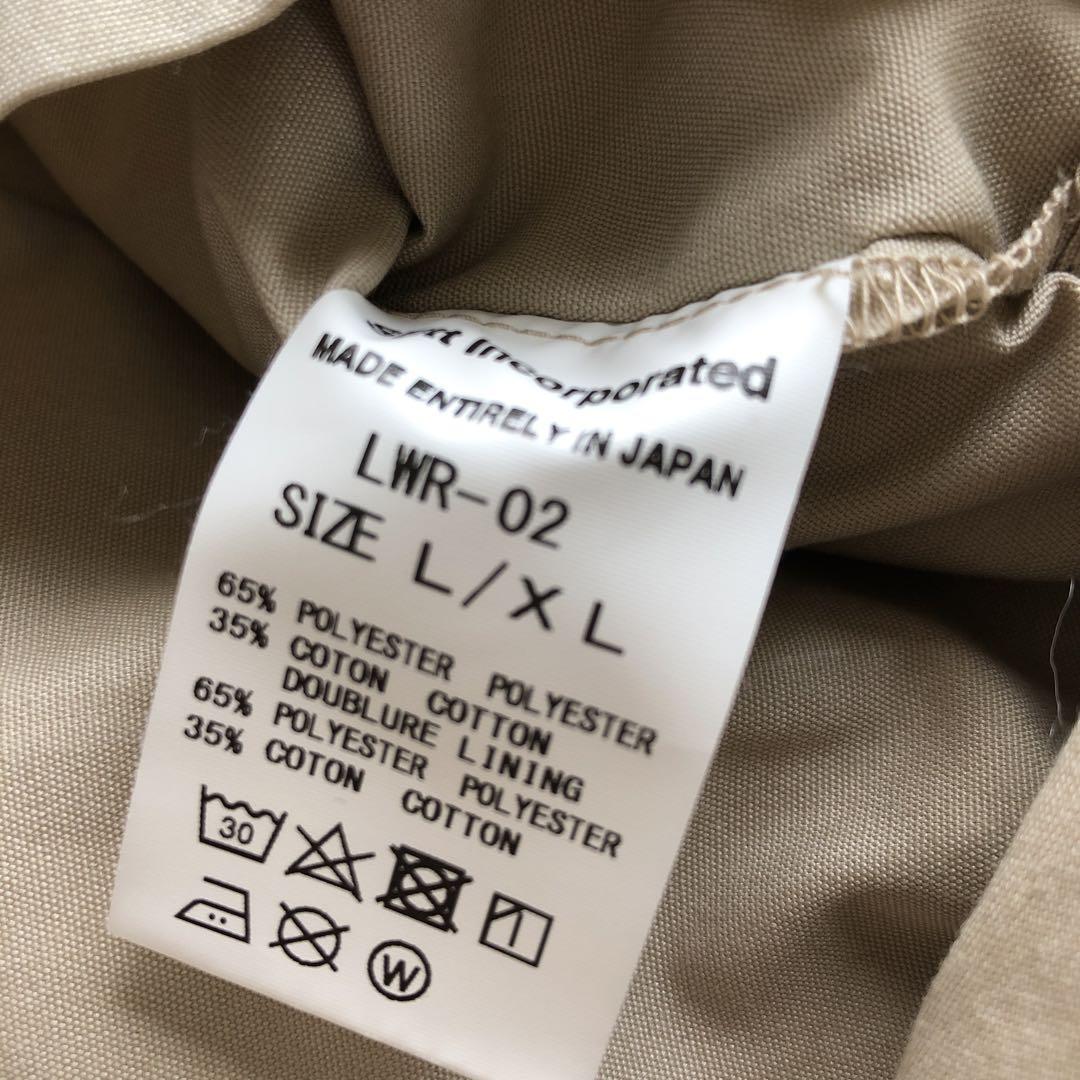 Incorporated
MADE ENTIRELY IN JAPAN
LWR-02
SIZE L/XL
65% POLYESTER POLYESTER
35% COTON COTTON
DOUBLURE LINING
65% POLYESTER POLYESTER
35% COTON COTTON
30
W